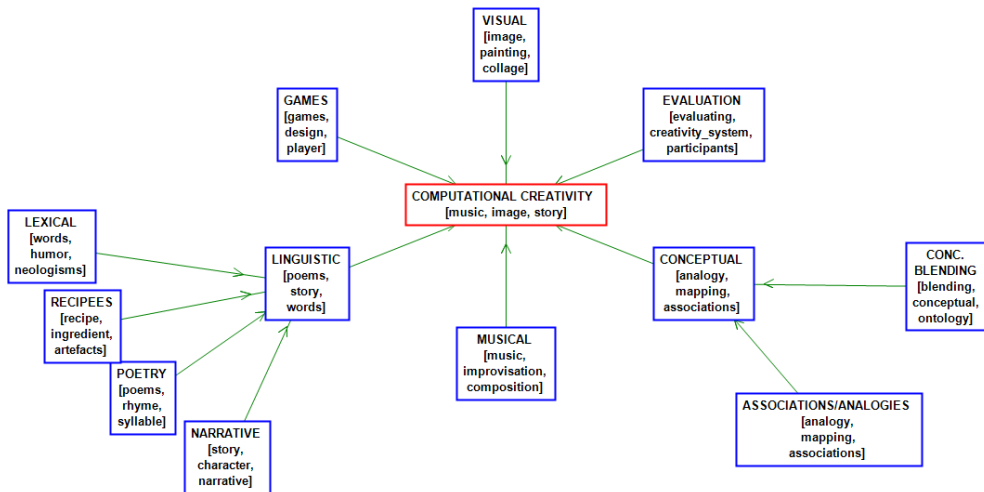 VISUAL
[image,
painting,
collage]
GAMES
[games,
design,
player]
EVALUATION
[evaluating,
creativity_system,
participants]
COMPUTATIONAL CREATIVITY
[music, image, story]
LEXICAL
[words,
humor,
neologisms]
LINGUISTIC
[poems,
story,
words]
CONCEPTUAL
[analogy,
mapping,
associations]
CONC.
BLENDING
[blending,
conceptual,
ontology]
RECIPEES
[recipe,
ingredient,
artefacts]
MUSICAL
[music,
improvisation,
composition]
POETRY
[poems,
rhyme,
syllable]
NARRATIVE
[story,
character,
narrative]
ASSOCIATIONS/ANALOGIES
[analogy,
mapping,
associations]